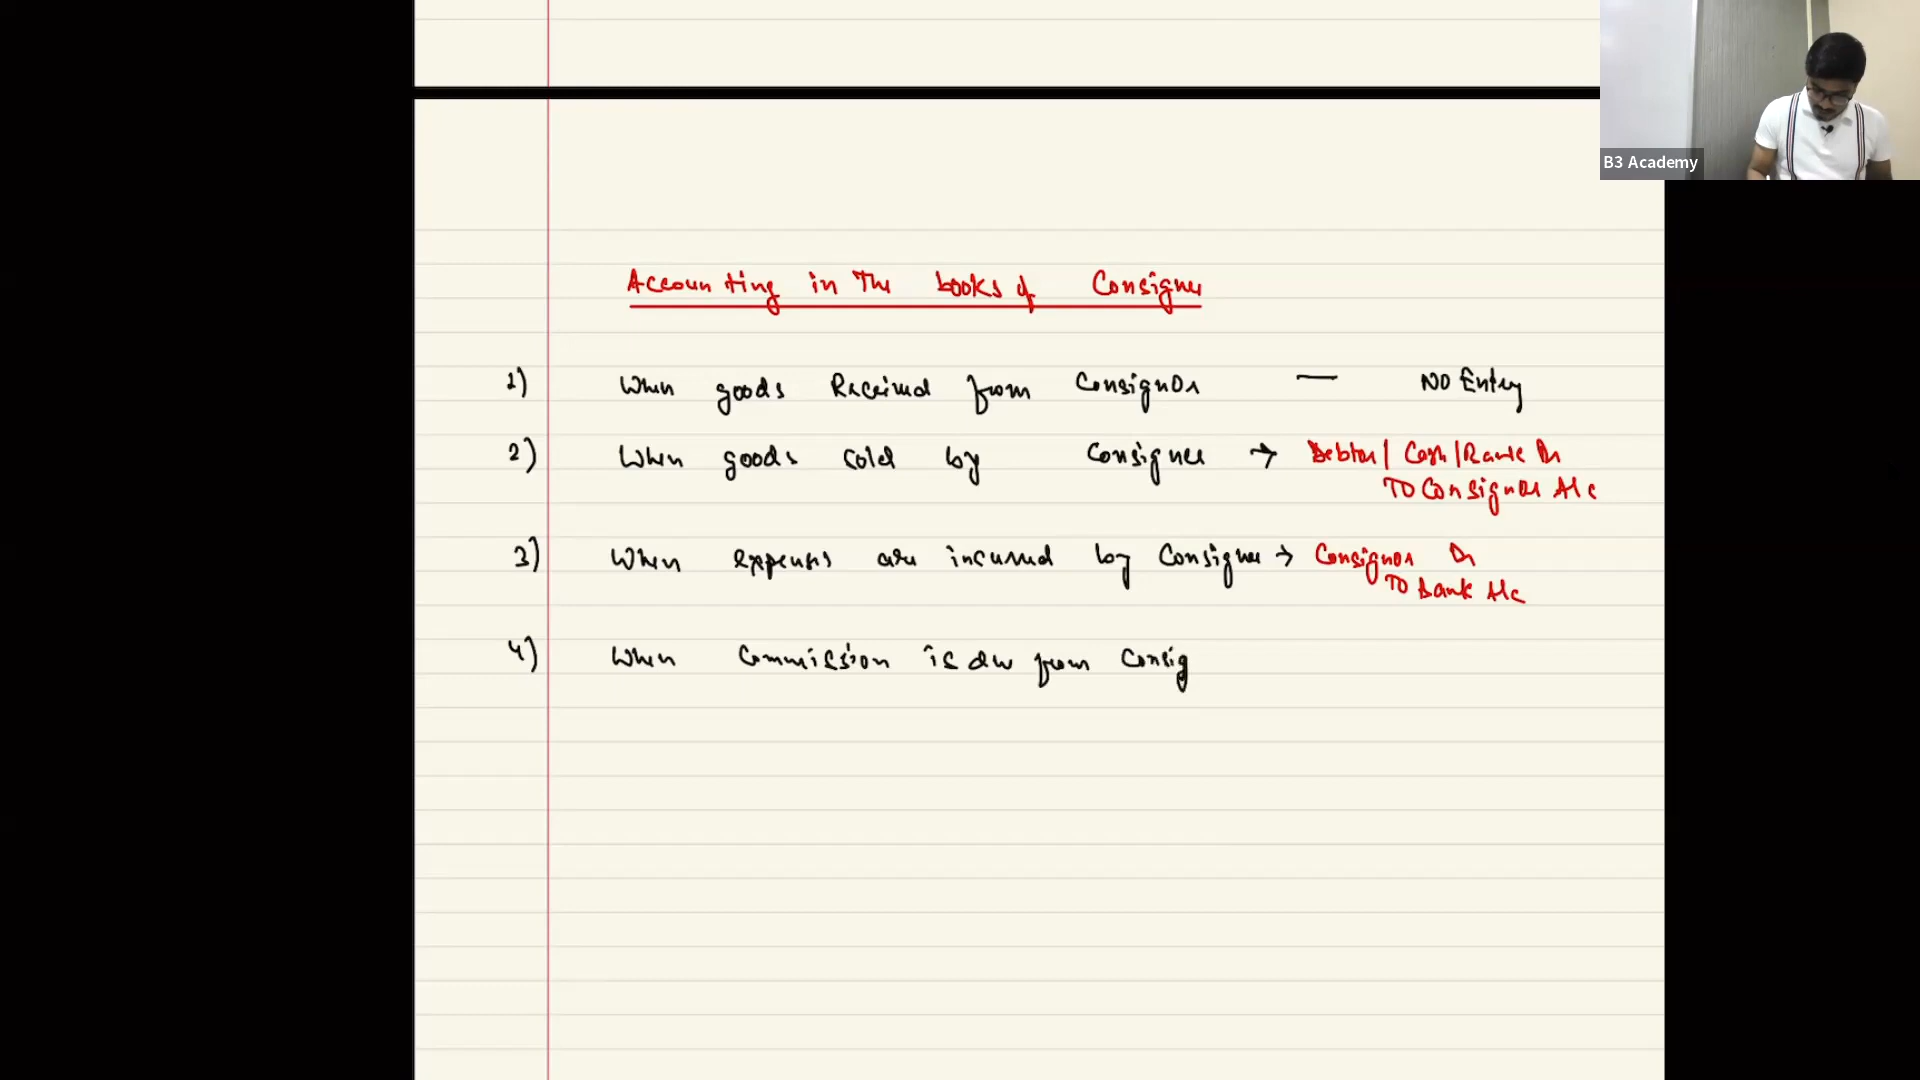 B3 Academy
Accounting in The books of Consignee
1) When goods Received from Consignor — No Entry
2) When goods sold by Consignee → Debtor / Cash / Bank Dr
To Consignor A/c
3) When expenses are incurred by Consignee → Consignor Dr
To Bank A/c
4) When Commission is due from Consig